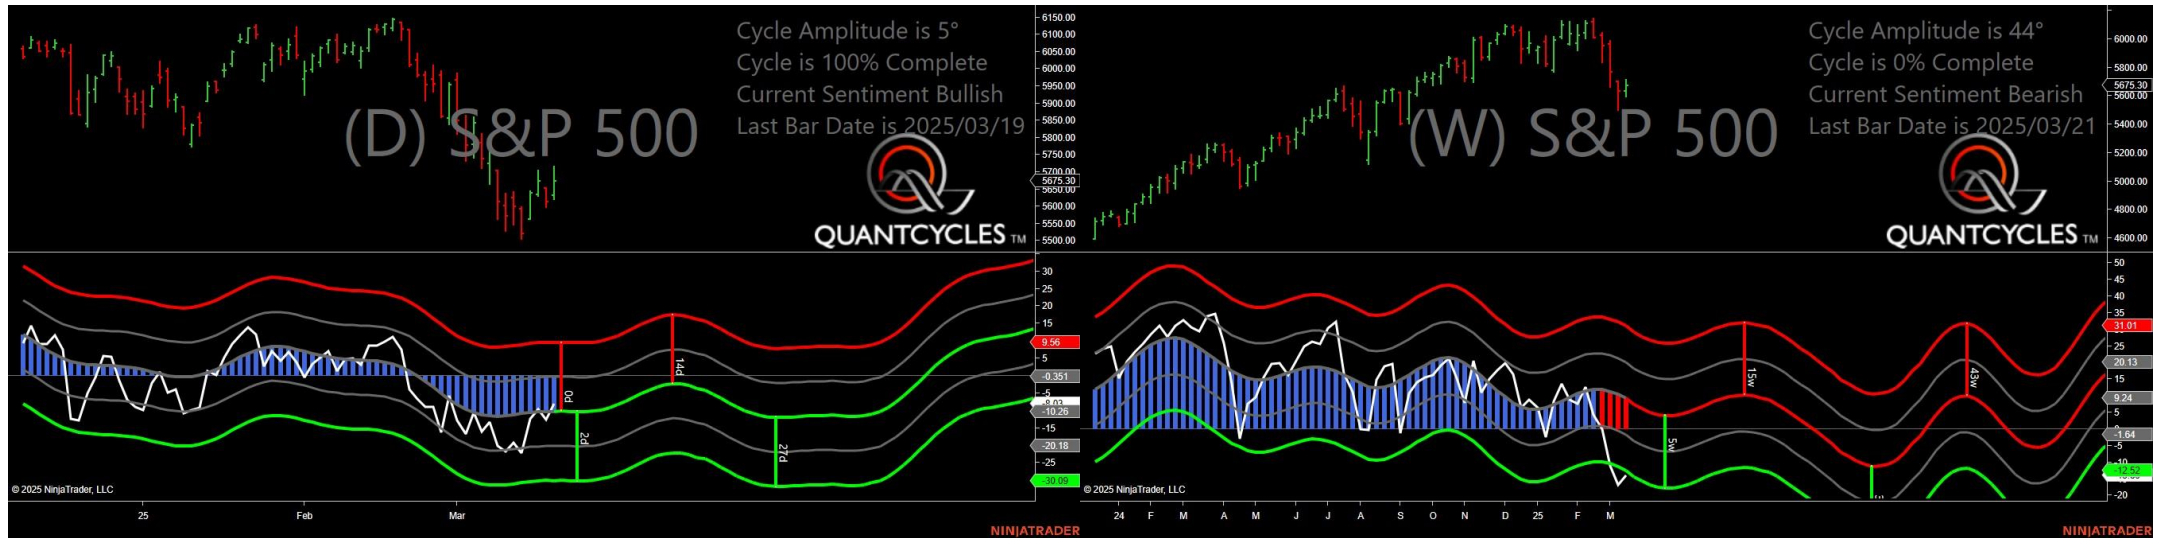 Cycle Amplitude is 5°
Cycle is 100% Complete
Current Sentiment Bullish
Last Bar Date is 2025/03/19
(D) S&P 500
QUANTCYCLES TM
6150.00
6100.00
6050.00
6000.00
5950.00
5900.00
5850.00
5800.00
5750.00
5700.00
5675.30
5650.00
5600.00
5550.00
5500.00
30
25
20
15
9.56
5
-0.351
-5
-10.26
-15
-20.18
-25
-30.09
0d
2d
14d
27d
© 2025 NinjaTrader, LLC
25 Feb Mar
NINJATRADER
Cycle Amplitude is 44°
Cycle is 0% Complete
Current Sentiment Bearish
Last Bar Date is 2025/03/21
(W) S&P 500
QUANTCYCLES TM
6000.00
5800.00
5675.30
5600.00
5400.00
5200.00
5000.00
4800.00
4600.00
50
45
40
35
31.01
25
20.13
15
9.24
5
-1.64
-5
-10
-12.52
-20
5w
15w
43w
© 2025 NinjaTrader, LLC
24 F M A M J J A S O N D 25 F M
NINJATRADER